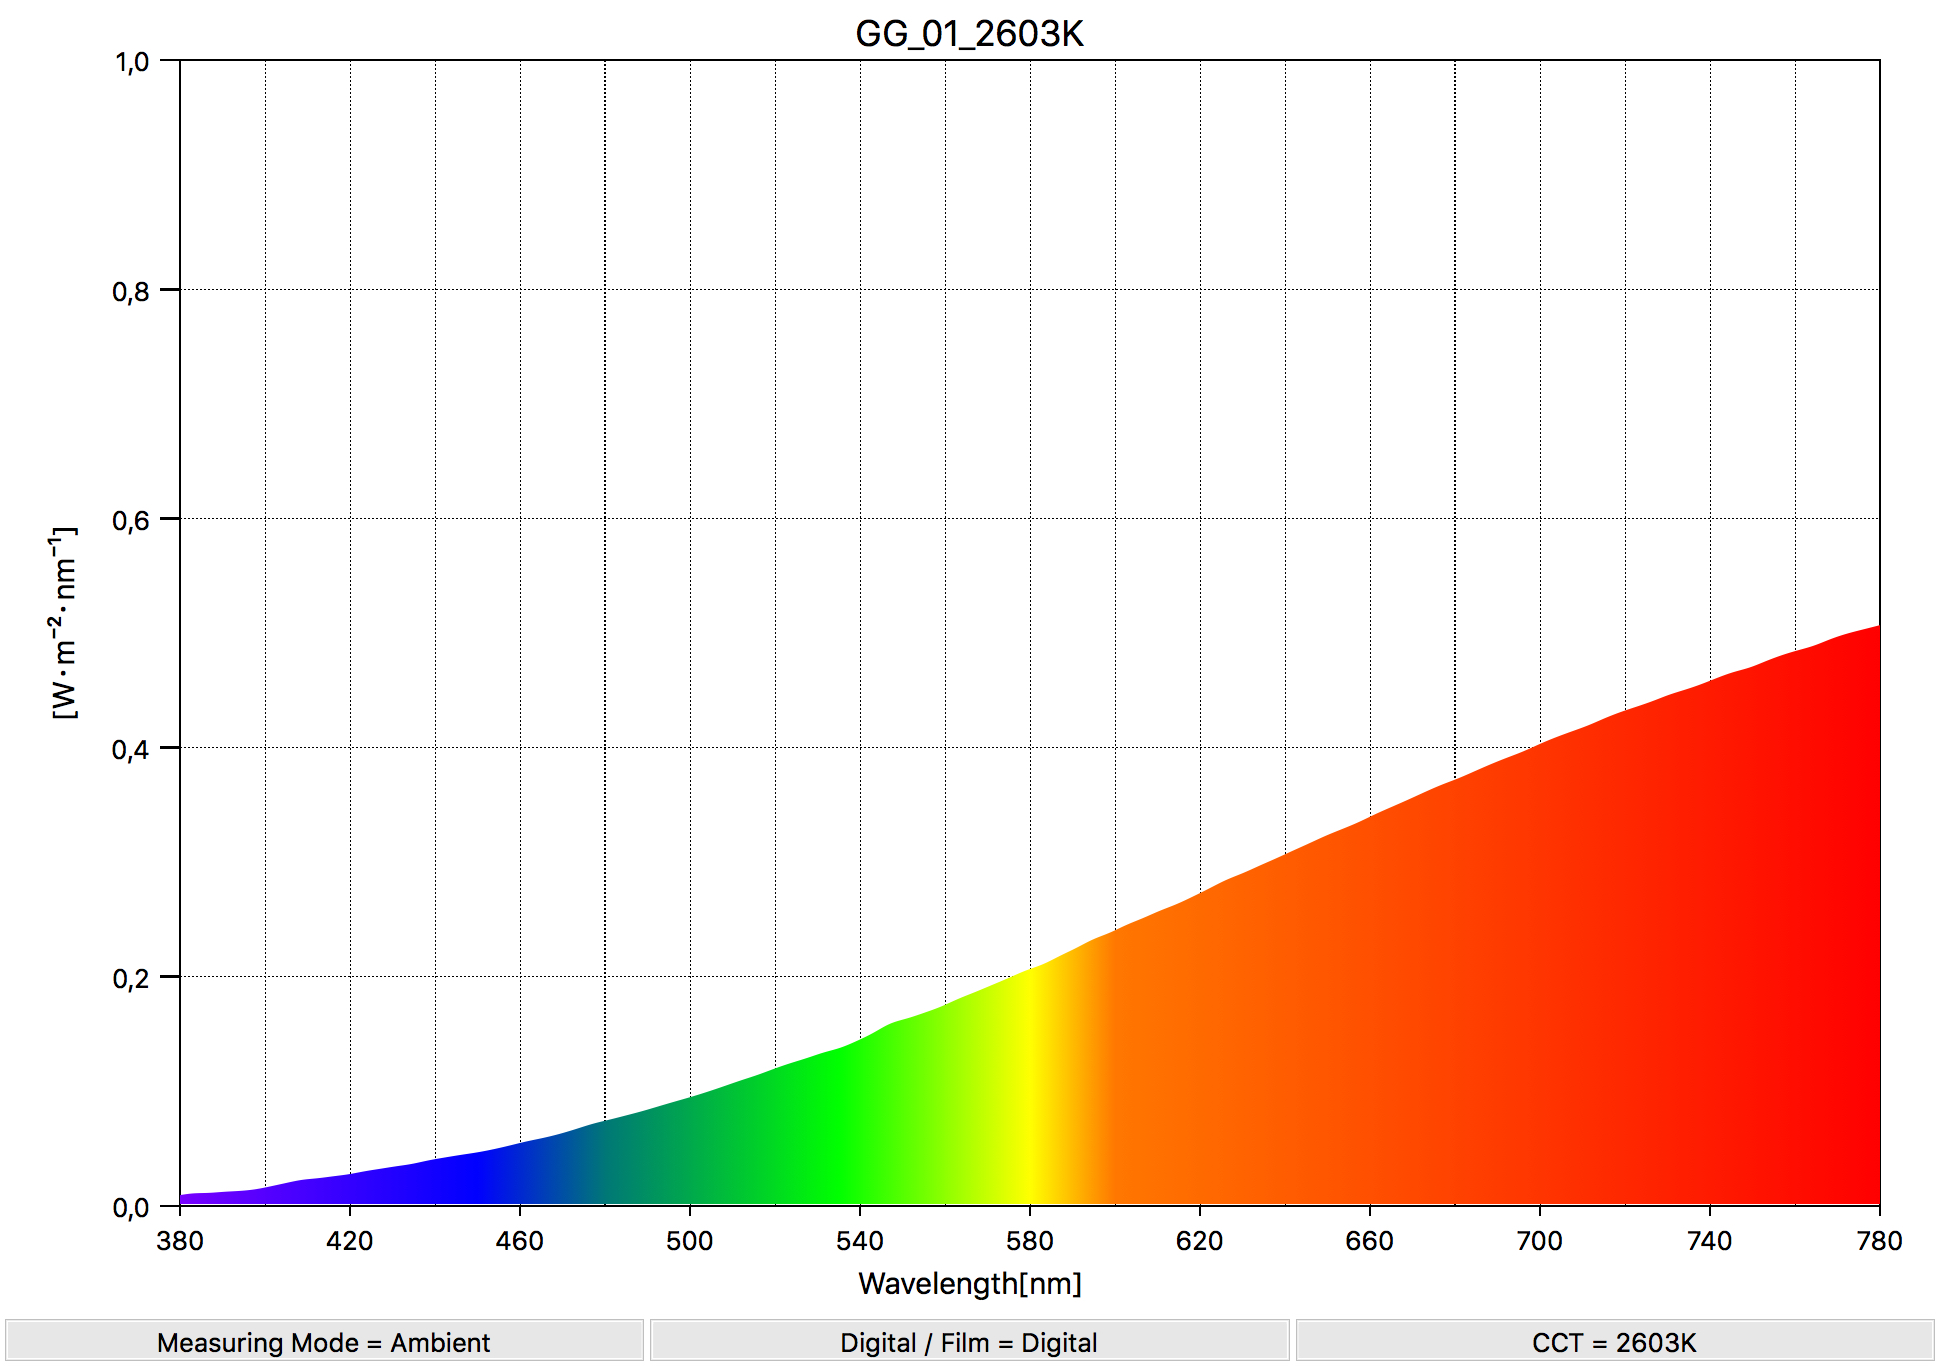 GG_01_2603K
1,0
0,8
0,6
0,4
0,2
0,0
[W·m⁻²·nm⁻¹]
380 420 460 500 540 580 620 660 700 740 780
Wavelength[nm]
Measuring Mode = Ambient
Digital / Film = Digital
CCT = 2603K